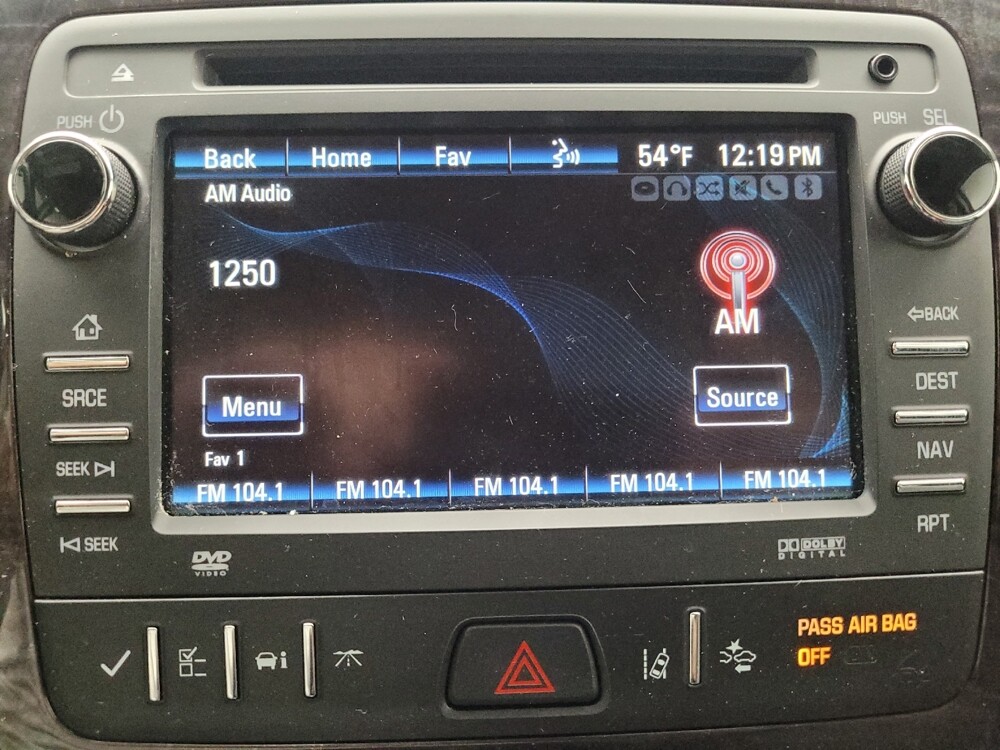 PUSH
PUSH SEL
Back Home Fav 54°F 12:19 PM
AM Audio
1250
AM
BACK
SRCE
DEST
Menu
Source
Fav 1
SEEK
NAV
FM 104.1 FM 104.1 FM 104.1 FM 104.1 FM 104.1
SEEK
RPT
DVD
VIDEO
DOLBY
DIGITAL
PASS AIR BAG
OFF